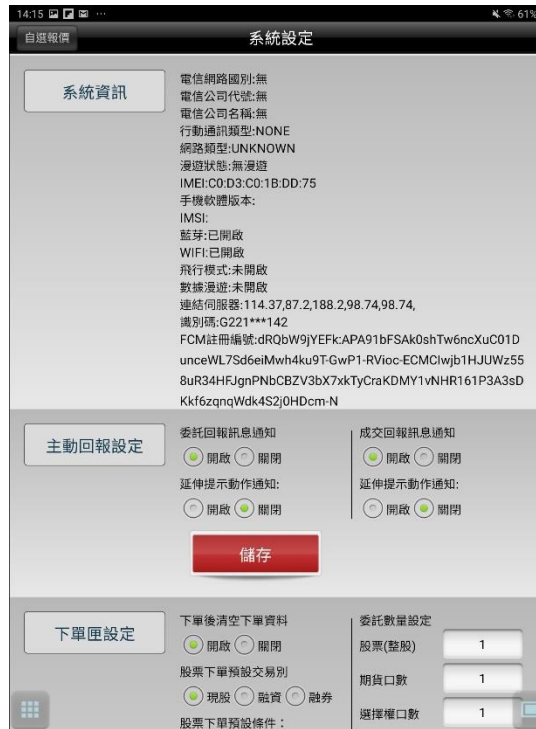 14:15
61%
自選報價
系統設定
系統資訊
電信網路國別:無
電信公司代號:無
電信公司名稱:無
行動通訊類型:NONE
網路類型:UNKNOWN
漫遊狀態:無漫遊
IMEI:C0:D3:C0:1B:DD:75
手機軟體版本:
IMSI:
藍芽:已開啟
WIFI:已開啟
飛行模式:未開啟
數據漫遊:未開啟
連結伺服器:114.37,87.2,188.2,98.74,98.74,
識別碼:G221***142
FCM註冊編號:dRQbW9jYEFk:APA91bFSAk0shTw6ncXuC01D
unceWL7Sd6eiMwh4ku9T-GwP1-RVioc-ECMClwjb1HJUWz55
8uR34HFJgnPNbCBZV3bX7xkTyCraKDMY1vNHR161P3A3sD
Kkf6zqnqWdk4S2j0HDcm-N
主動回報設定
委託回報訊息通知
開啟 關閉
延伸提示動作通知:
開啟 關閉
成交回報訊息通知
開啟 關閉
延伸提示動作通知:
開啟 關閉
儲存
下單匣設定
下單後清空下單資料
開啟 關閉
股票下單預設交易別
現股 融資 融券
股票下單預設條件：
委託數量設定
股票(整股) 1
期貨口數 1
選擇權口數 1